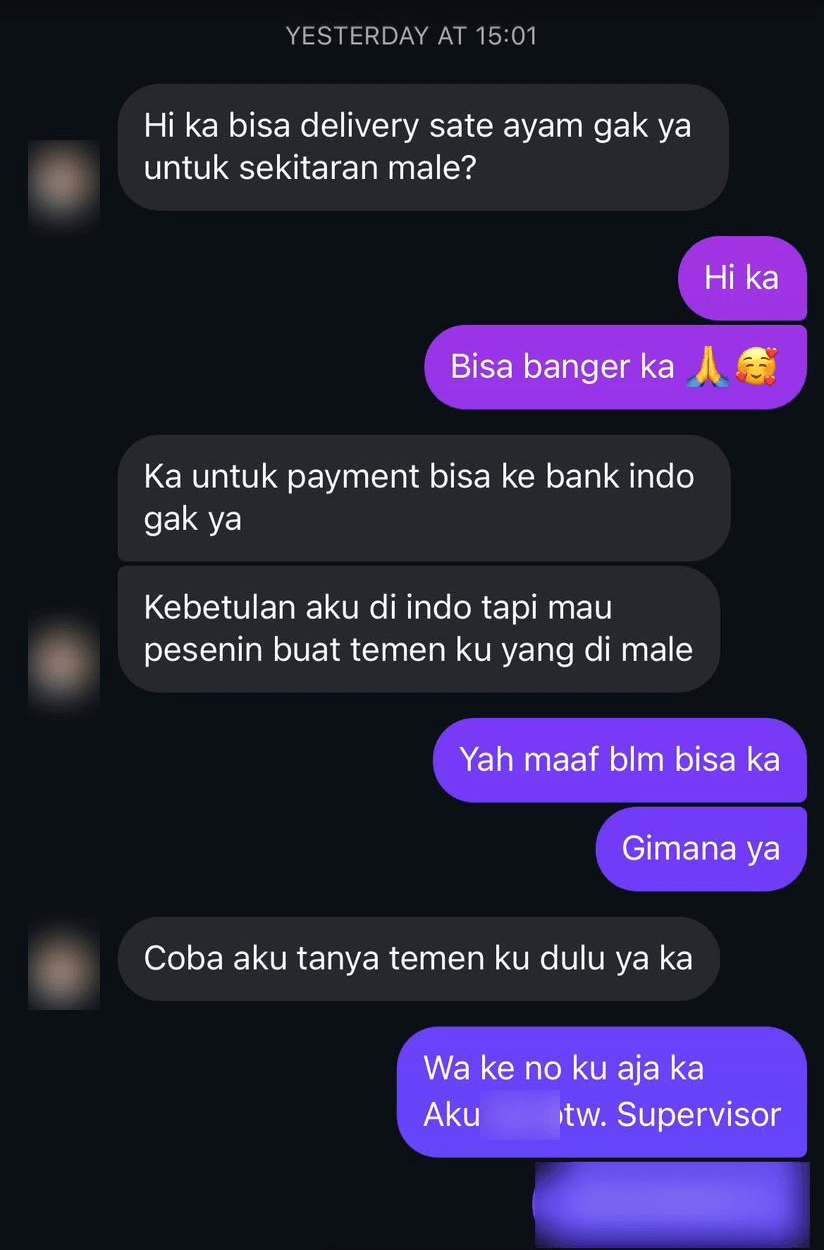 YESTERDAY AT 15:01
Hi ka bisa delivery sate ayam gak ya
untuk sekitaran male?
Hi ka
Bisa banger ka 🙏🥰
Ka untuk payment bisa ke bank indo
gak ya
Kebetulan aku di indo tapi mau
pesenin buat temen ku yang di male
Yah maaf blm bisa ka
Gimana ya
Coba aku tanya temen ku dulu ya ka
Wa ke no ku aja ka
Aku tw. Supervisor